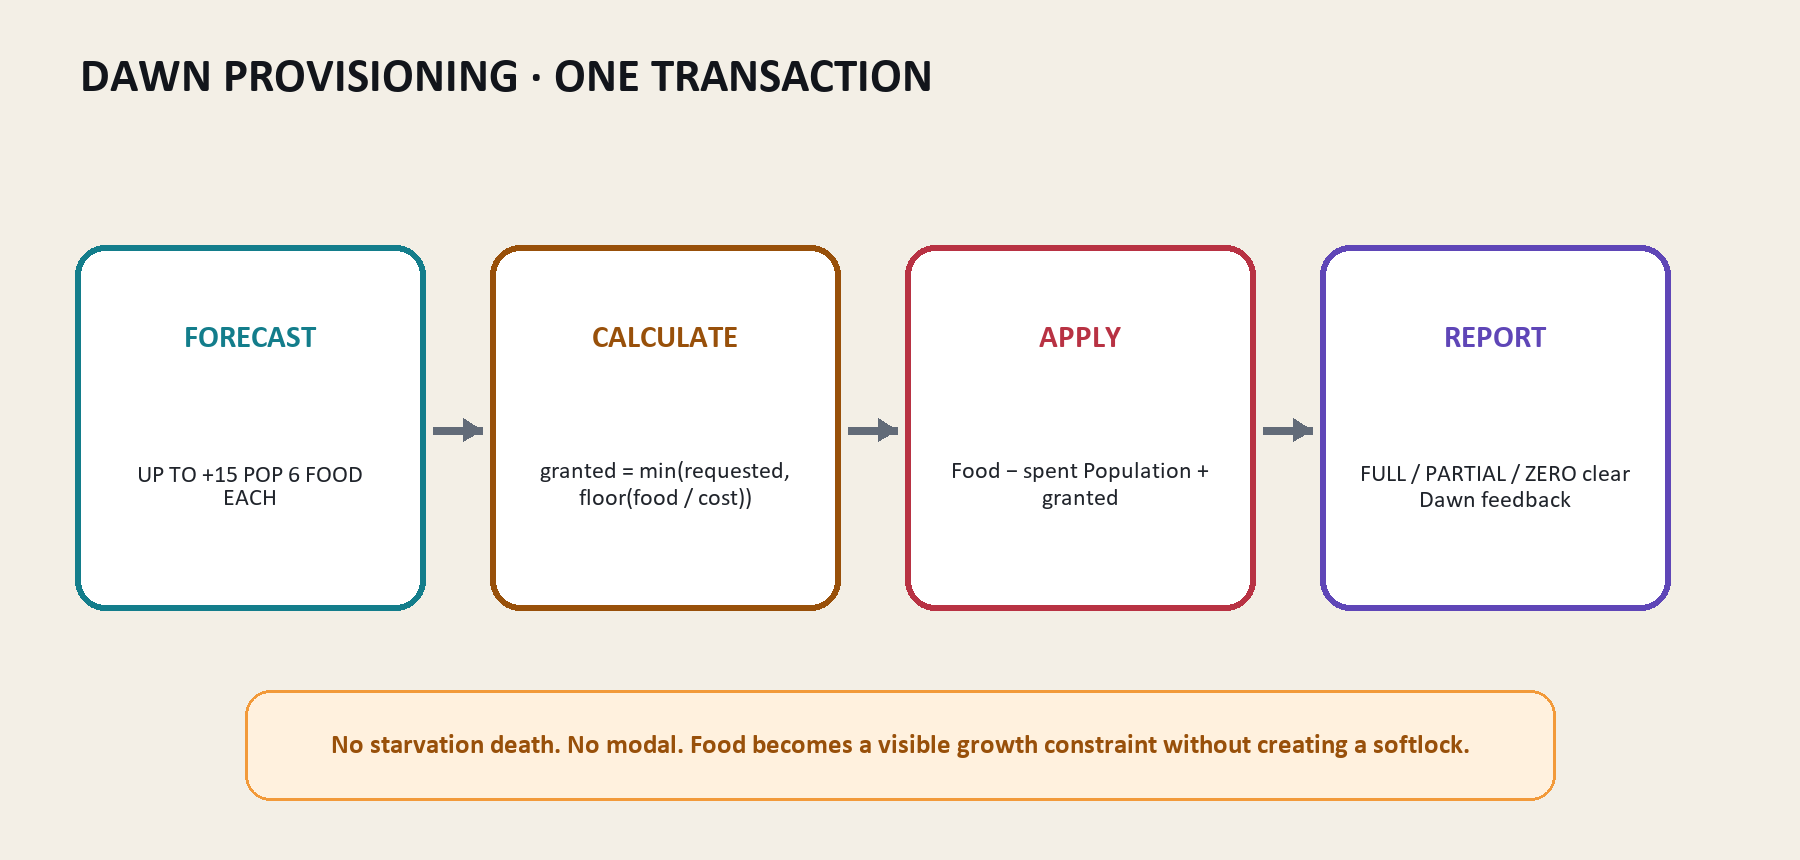 DAWN PROVISIONING · ONE TRANSACTION
FORECAST
UP TO +15 POP 6 FOOD
EACH
CALCULATE
granted = min(requested,
floor(food / cost))
APPLY
Food − spent Population +
granted
REPORT
FULL / PARTIAL / ZERO clear
Dawn feedback
No starvation death. No modal. Food becomes a visible growth constraint without creating a softlock.